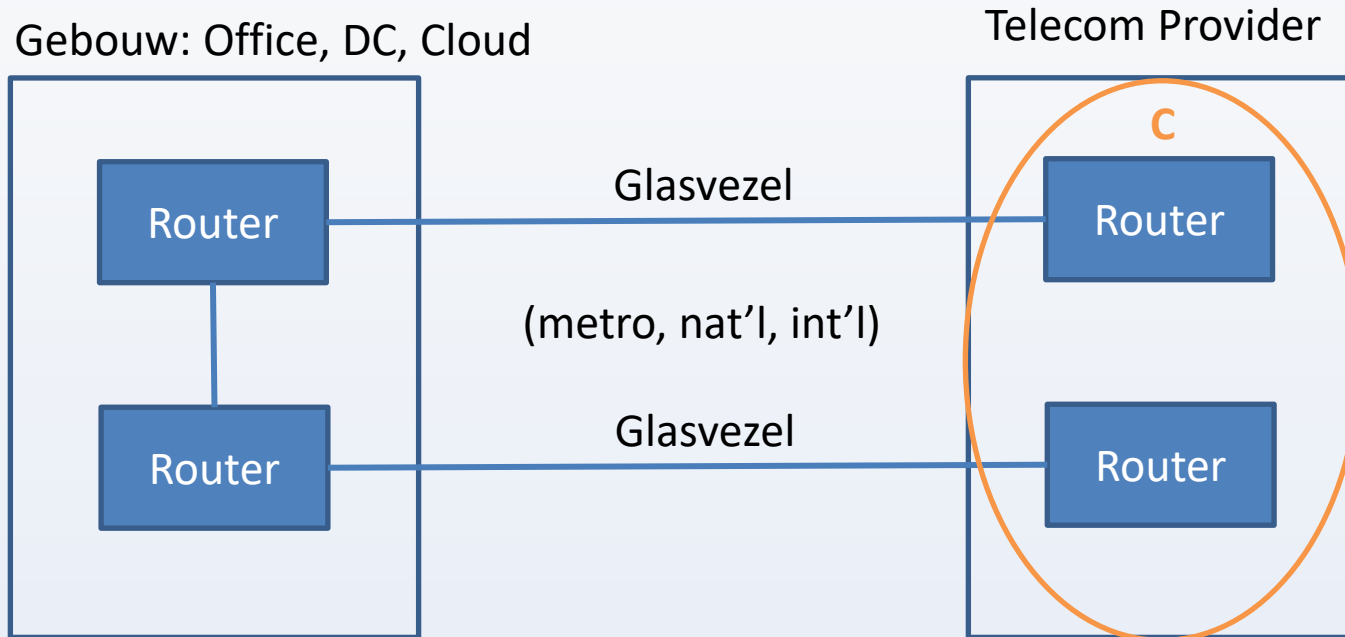 Gebouw: Office, DC, Cloud
Telecom Provider
C
Router
Glasvezel
Router
(metro, nat’l, int’l)
Router
Glasvezel
Router